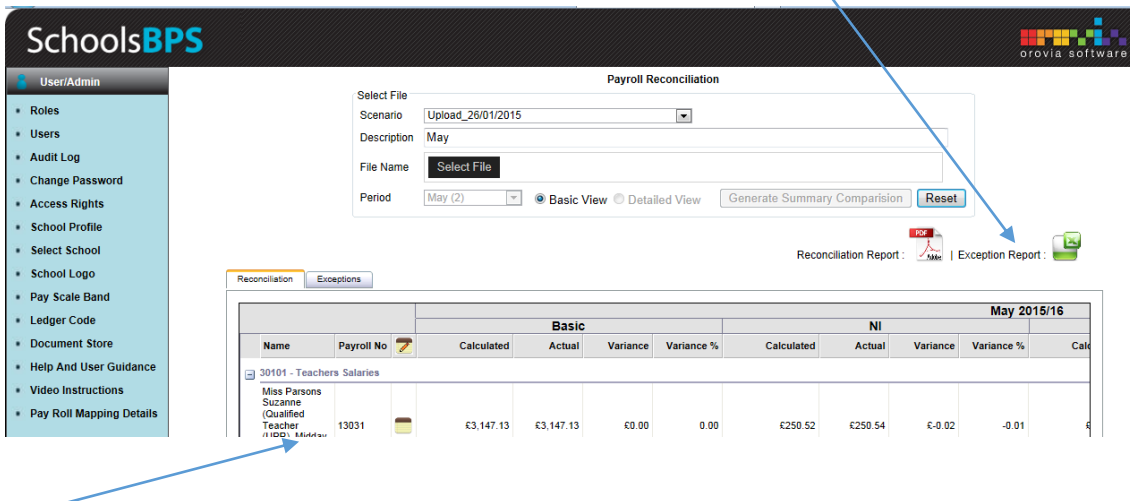 SchoolsBPS
orovia software
User/Admin
Roles
Users
Audit Log
Change Password
Access Rights
School Profile
Select School
School Logo
Pay Scale Band
Ledger Code
Document Store
Help And User Guidance
Video Instructions
Pay Roll Mapping Details
Payroll Reconciliation
Select File
Scenario Upload_26/01/2015
Description May
File Name Select File
Period May (2) Basic View Detailed View Generate Summary Comparision Reset
Reconciliation Report : PDF Adobe | Exception Report :
Reconciliation Exceptions
May 2015/16
Basic NI
Name Payroll No Calculated Actual Variance Variance % Calculated Actual Variance Variance % Calc
30101 - Teachers Salaries
Miss Parsons
Suzanne
(Qualified
Teacher
13031 £3,147.13 £3,147.13 £0.00 0.00 £250.52 £250.54 £-0.02 -0.01 £
(UPR), Midday